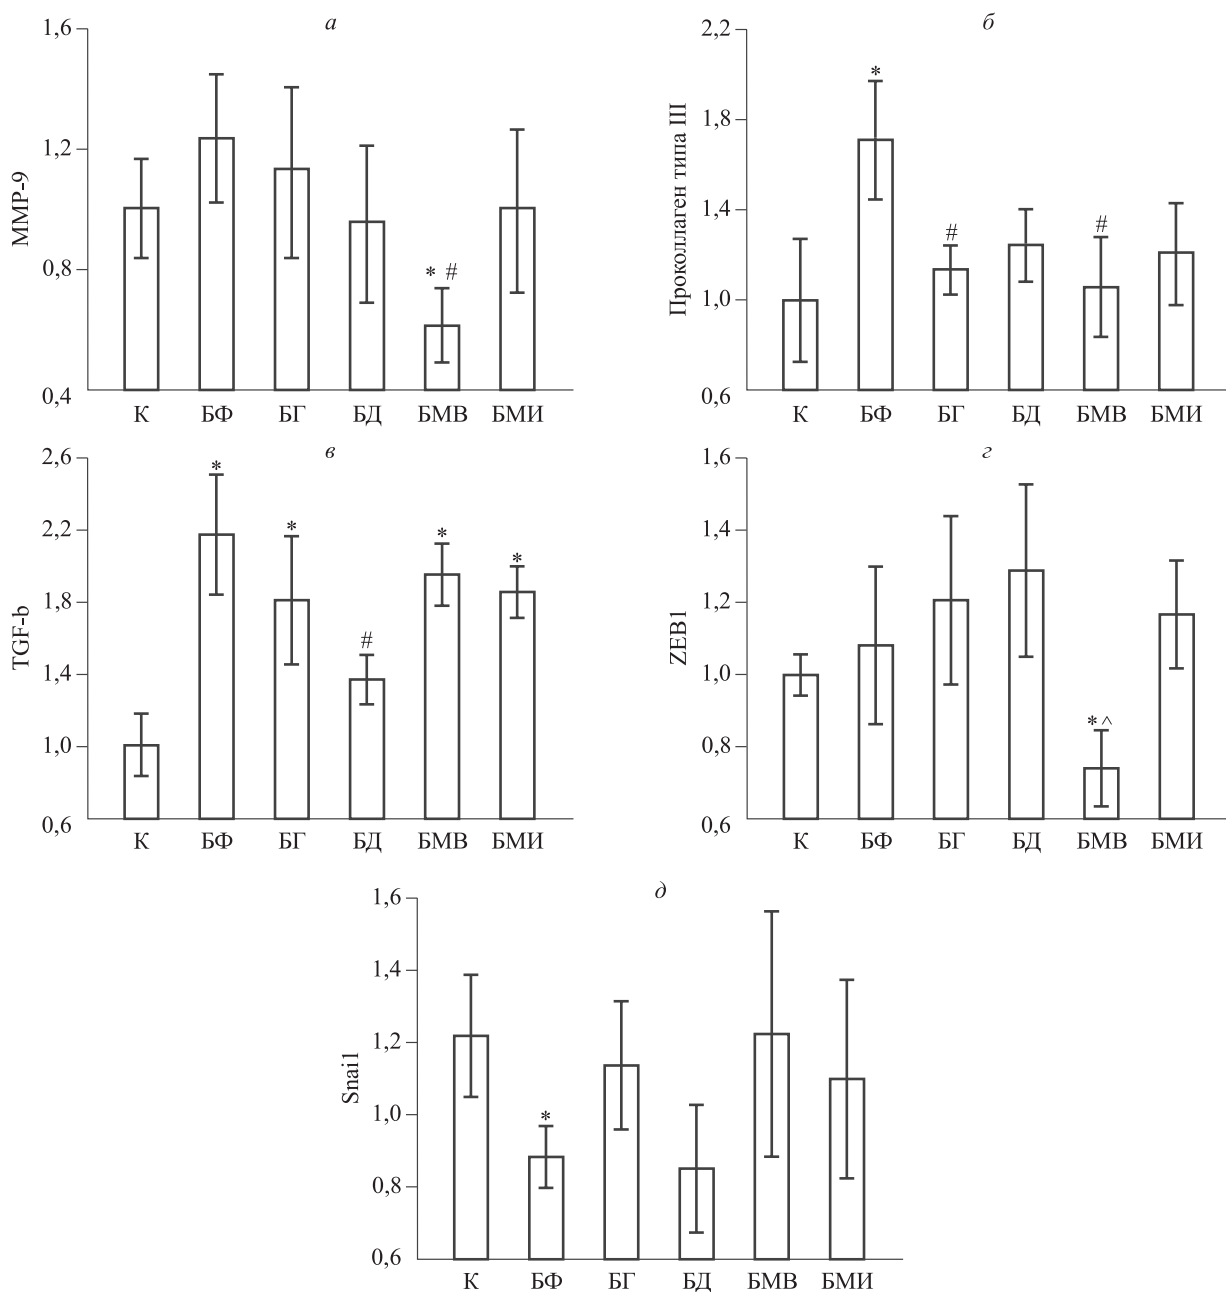 а
1,6
1,2
0,8
0,4
MMP-9
* #
К БФ БГ БД БМВ БМИ
б
2,2
1,8
1,4
1,0
0,6
Проколлаген типа III
*
#
#
К БФ БГ БД БМВ БМИ
в
2,6
2,2
1,8
1,4
1,0
0,6
TGF-b
*
*
#
*
*
К БФ БГ БД БМВ БМИ
г
1,6
1,4
1,2
1,0
0,8
0,6
ZEB1
* ^
К БФ БГ БД БМВ БМИ
д
1,6
1,4
1,2
1,0
0,8
0,6
Snai1
*
К БФ БГ БД БМВ БМИ